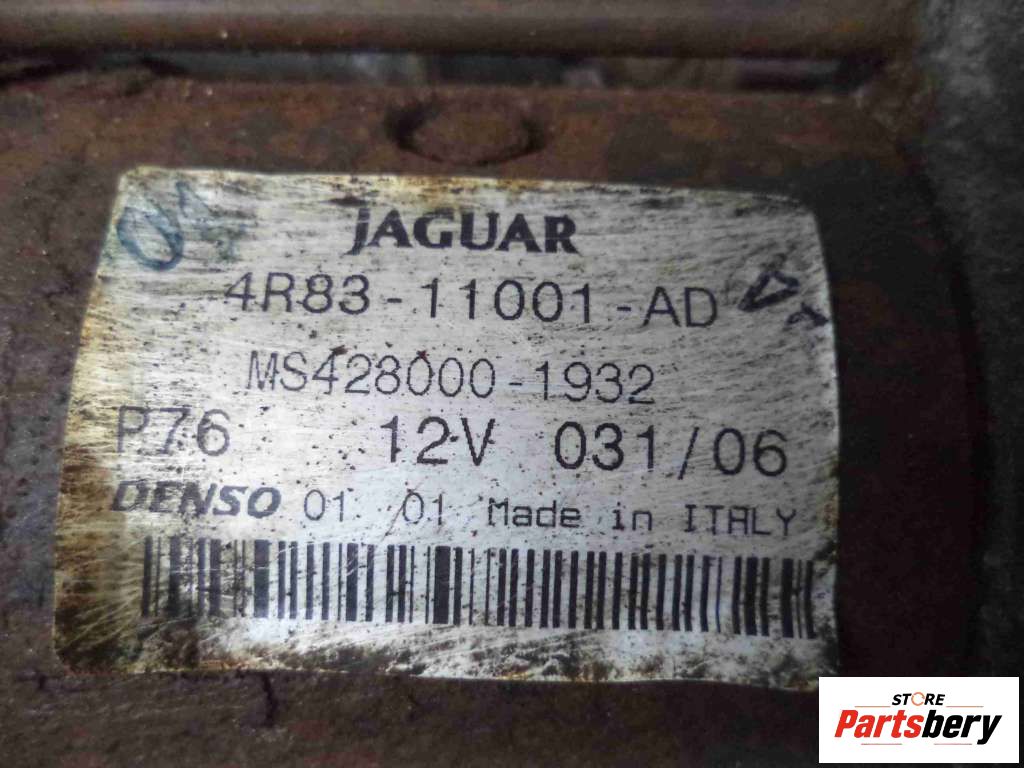 JAGUAR
4R83-11001-AD
MS428000-1932
P76 12V 031/06
DENSO 01 01 Made in ITALY
STORE
Partsbery